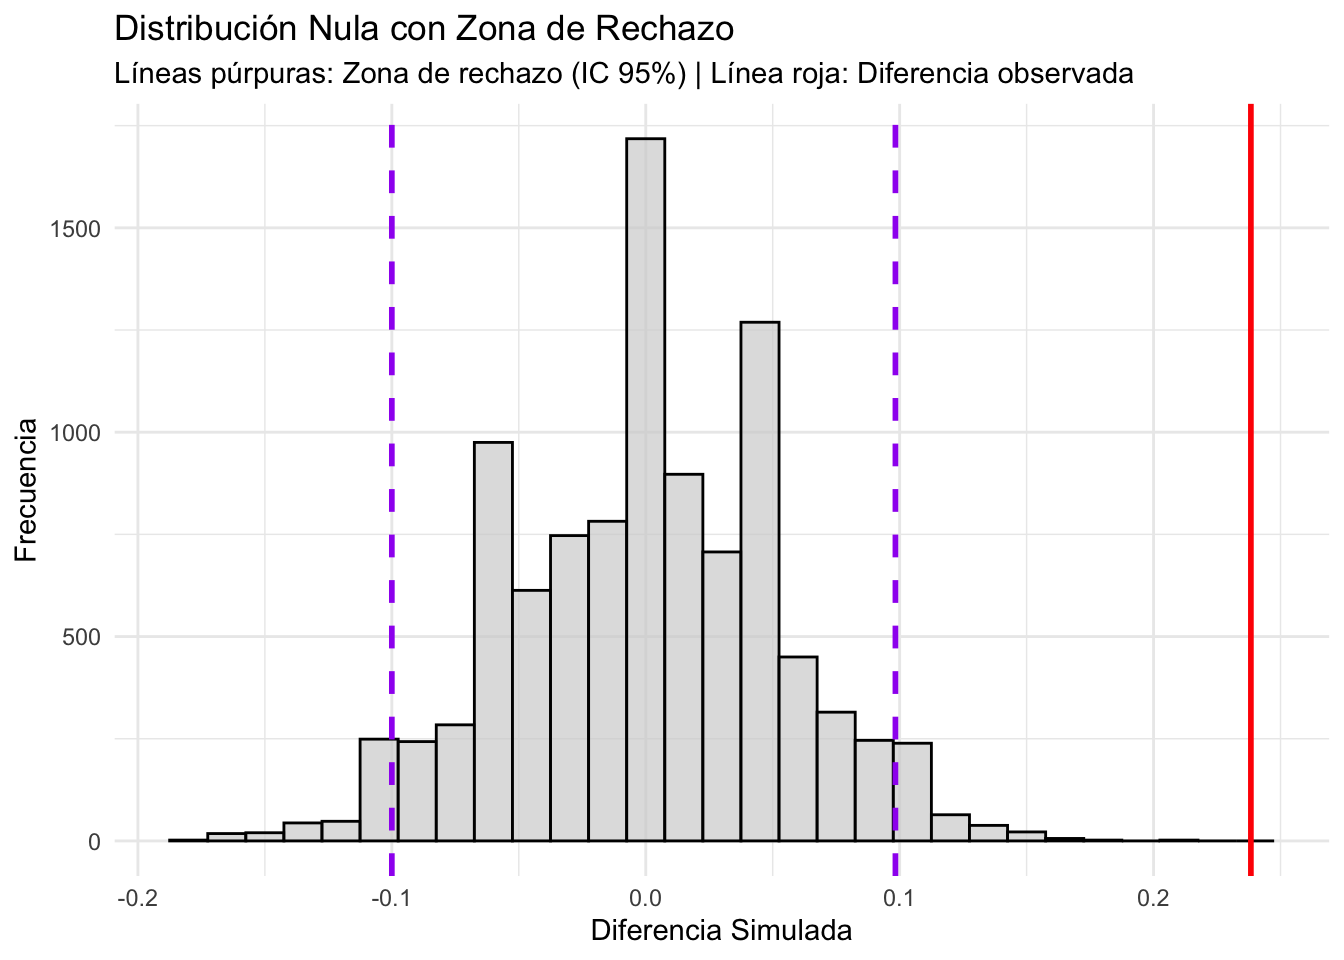 Distribución Nula con Zona de Rechazo
Líneas púrpuras: Zona de rechazo (IC 95%) | Línea roja: Diferencia observada
Frecuencia
1500
1000
500
0
-0.2 -0.1 0.0 0.1 0.2
Diferencia Simulada